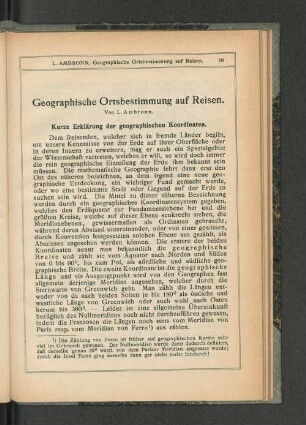 L. AMBRONN, Geographische Ortsbestimmung auf Reisen. 39
Geographische Ortsbestimmung auf Reisen.
Von L. Ambronn.
Kurze Erklärung der geographischen Koordinaten.
Dem Reisenden, welcher sich in fremde Länder begibt,
um unsere Kenntnisse von der Erde auf ihrer Oberfläche oder
in deren Innern zu erweitern, mag er auch ein Spezialgebiet
der Wissenschaft vertreten, welches er will, so wird doch immer
die rein geographische Einteilung der Erde ihm bekannt sein
müssen. Die mathematische Geographie lehrt dann erst den
Ort des näheren bezeichnen, an dem irgend eine neue geo-
graphische Entdeckung, ein wichtiger Fund gemacht wurde,
oder wo eine bestimmte Stadt oder Gegend auf der Erde zu
suchen sein wird. Die Mittel zu dieser näheren Bezeichnung
werden durch ein geographisches Koordinatensystem gegeben,
welches den Erdäquator zur Fundamentalebene hat und die
größten Kreise, welche auf dieser Ebene senkrecht stehen, die
Meridianebenen, gewissermaßen als Ordinaten gebraucht,
während deren Abstand untereinander, oder von einer gewissen,
durch Konvention festgesetzten solchen Ebene aus gezählt, als
Abszissen angesehen werden können. Die erstere der beiden
Koordinaten nennt man bekanntlich die geographische
Breite und zählt sie vom Äquator nach Norden und Süden
von 0 bis 90°, bis zum Pol, als nördliche und südliche geo-
graphische Breite. Die zweite Koordinate ist die geographische
Länge und als Ausgangspunkt wird von den Geographen all-
gemein derjenige Meridian angesehen, welcher durch die
Sternwarte von Greenwich geht. Man zählt die Längen ent-
weder nach beiden Seiten bis 180° als östliche und
westliche Länge von Greenwich oder auch wohl nach Osten
herum bis 360°. — Leider ist eine allgemeine Übereinkunft
bezüglich des Nullmeridians noch nicht durchgeführt worden,
indem die Franzosen die Längen noch stets vom Meridian von
Paris resp. vom Meridian von Ferro¹) aus zählen.
¹) Die Zählung von Ferro ist früher auf geographischen Karten sehr
viel im Gebrauch gewesen. Der Nullmeridian wurde dann dadurch definiert,
daß derselbe genau 20° westl. von dem Pariser Meridian angesetzt wurde;
durch die Insel Ferro ging derselbe dann gar nicht mehr hindurch!